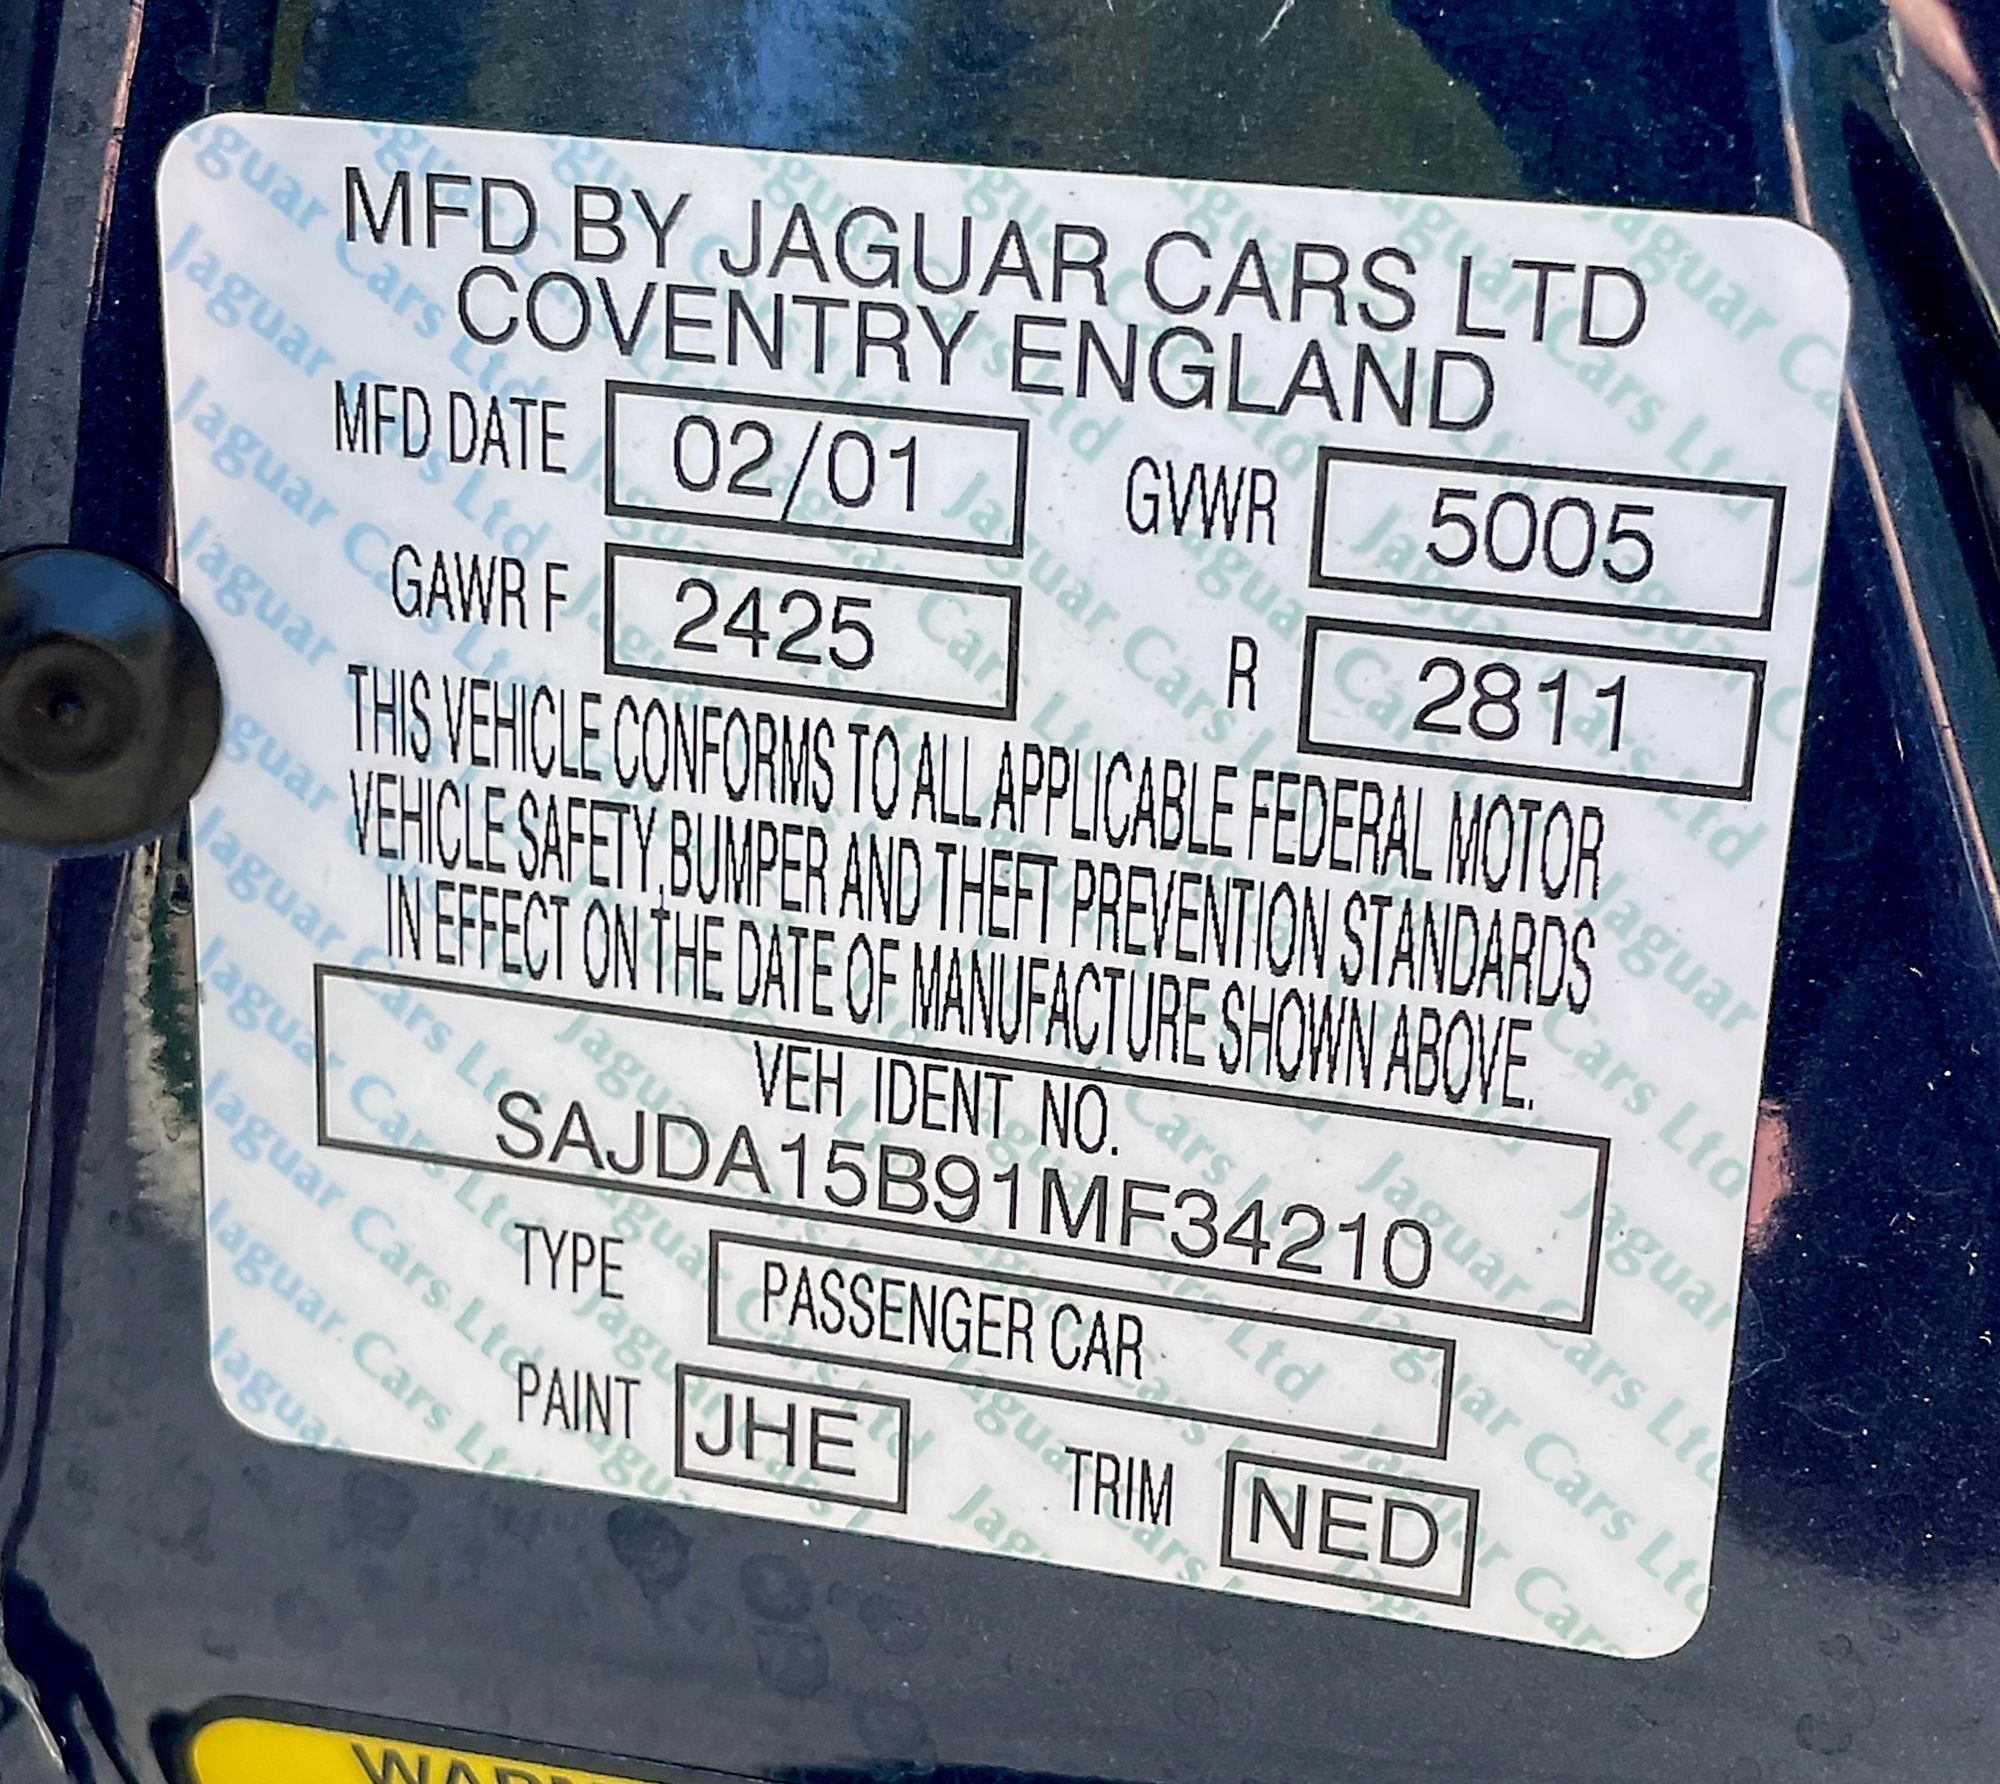 MFD BY JAGUAR CARS LTD
COVENTRY ENGLAND
MFD DATE 02/01 GVWR 5005
GAWR F 2425 R 2811
THIS VEHICLE CONFORMS TO ALL APPLICABLE FEDERAL MOTOR
VEHICLE SAFETY,BUMPER AND THEFT PREVENTION STANDARDS
IN EFFECT ON THE DATE OF MANUFACTURE SHOWN ABOVE.
VEH IDENT NO.
SAJDA15B91MF34210
TYPE PASSENGER CAR
PAINT JHE TRIM NED